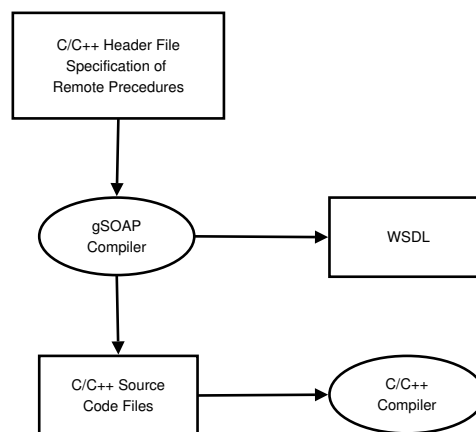 C/C++ Header File
Specification of
Remote Precedures
gSOAP
Compiler
WSDL
C/C++ Source
Code Files
C/C++
Compiler